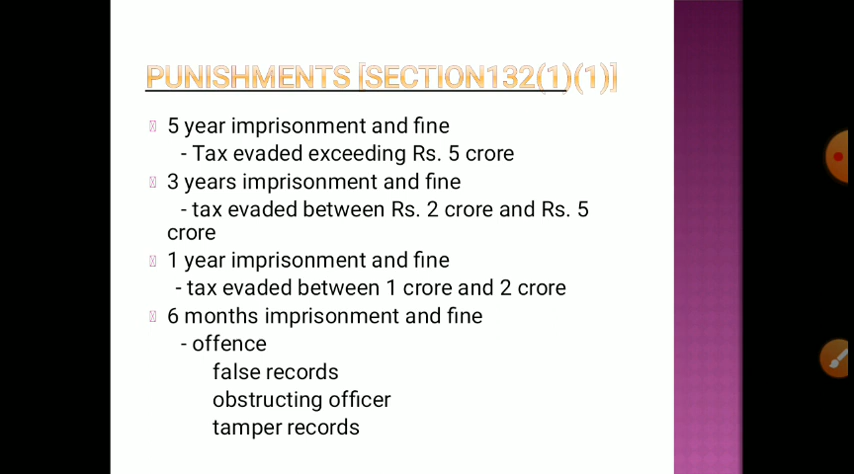 PUNISHMENTS [SECTION132(1)(1)]
5 year imprisonment and fine
- Tax evaded exceeding Rs. 5 crore
3 years imprisonment and fine
- tax evaded between Rs. 2 crore and Rs. 5
crore
1 year imprisonment and fine
- tax evaded between 1 crore and 2 crore
6 months imprisonment and fine
- offence
false records
obstructing officer
tamper records